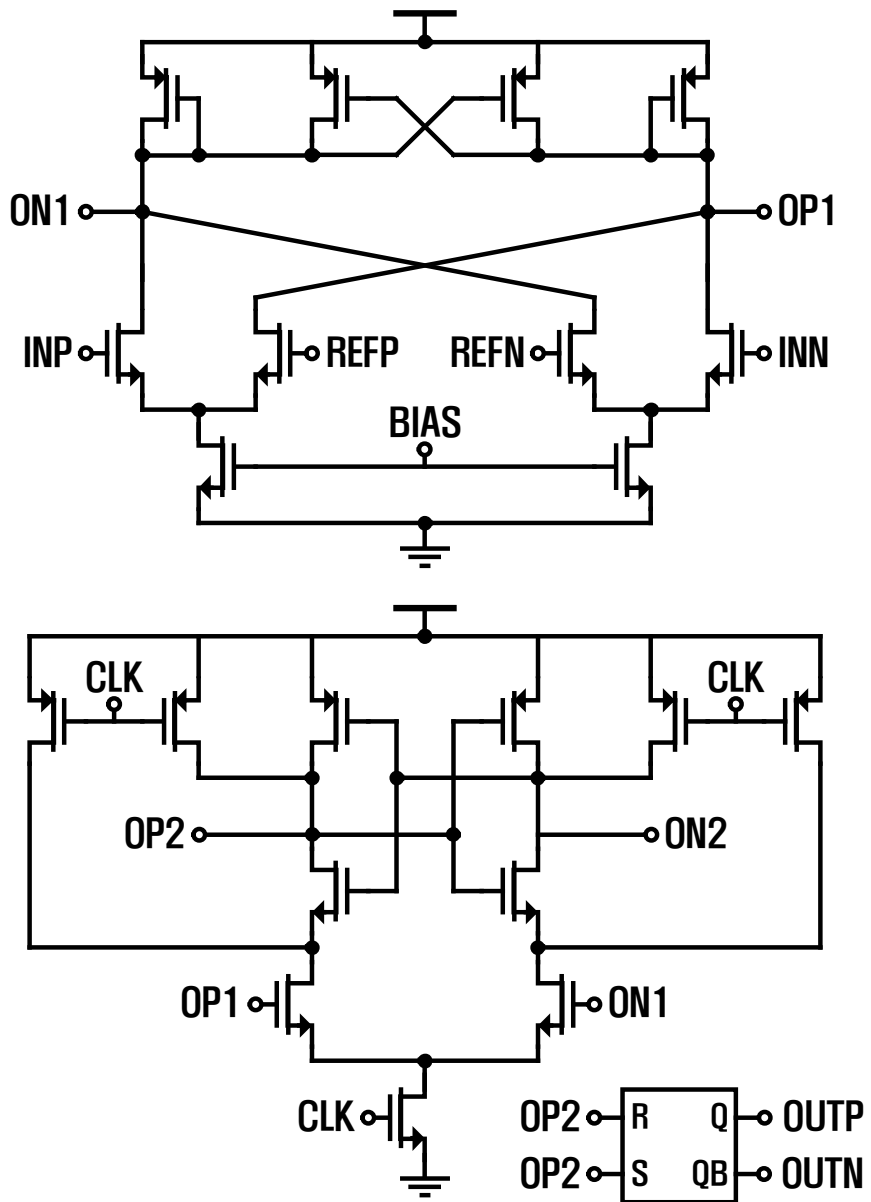 ON1 OP1
INP REFP REFN INN
BIAS
CLK CLK
OP2 ON2
OP1 ON1
CLK
OP2 R Q OUTP
OP2 S QB OUTN